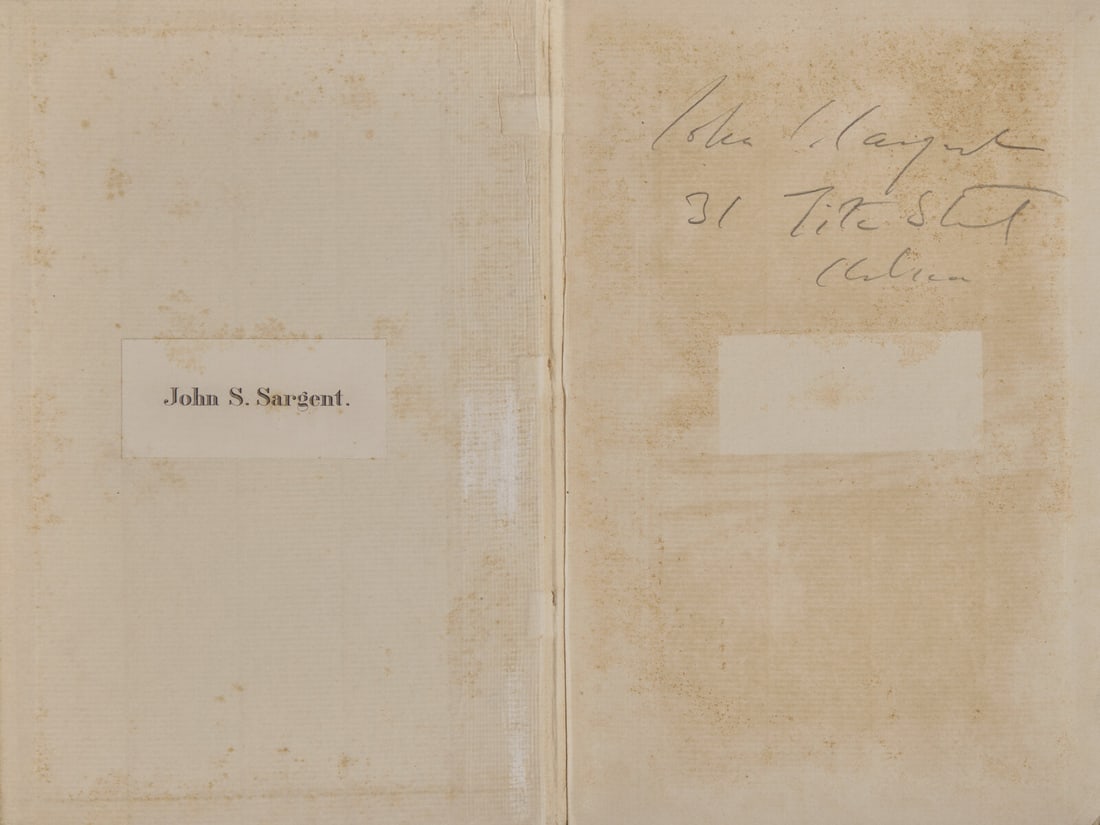 John S. Sargent.
John S Sargent
31 Tite Street
Chelsea